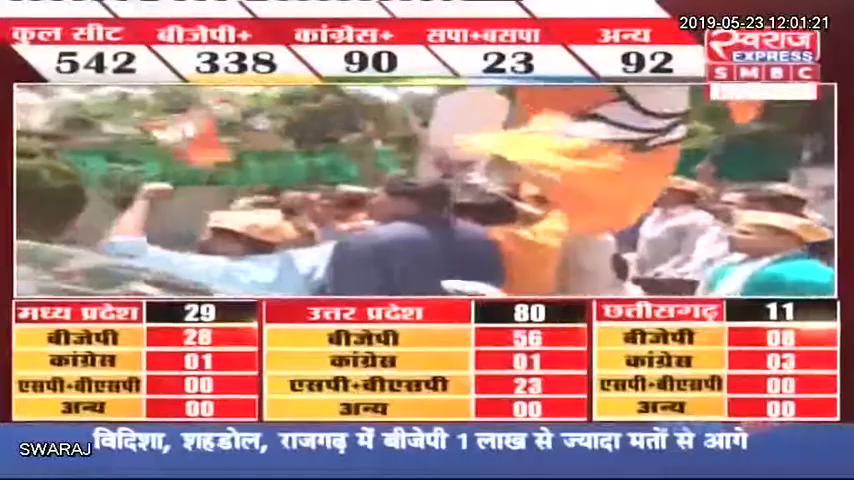 2019-05-23 12:01:21
कुल सीट बीजेपी+ कांग्रेस+ सपा+बसपा अन्य
542 338 90 23 92
स्वराज
EXPRESS
SMBC
मध्य प्रदेश 29 उत्तर प्रदेश 80 छत्तीसगढ़ 11
बीजेपी 28 बीजेपी 56 बीजेपी 08
कांग्रेस 01 कांग्रेस 01 कांग्रेस 03
एसपी+बीएसपी 00 एसपी+बीएसपी 23 एसपी+बीएसपी 00
अन्य 00 अन्य 00 अन्य 00
विदिशा, शहडोल, राजगढ़ में बीजेपी 1 लाख से ज्यादा मतों से आगे
SWARAJ